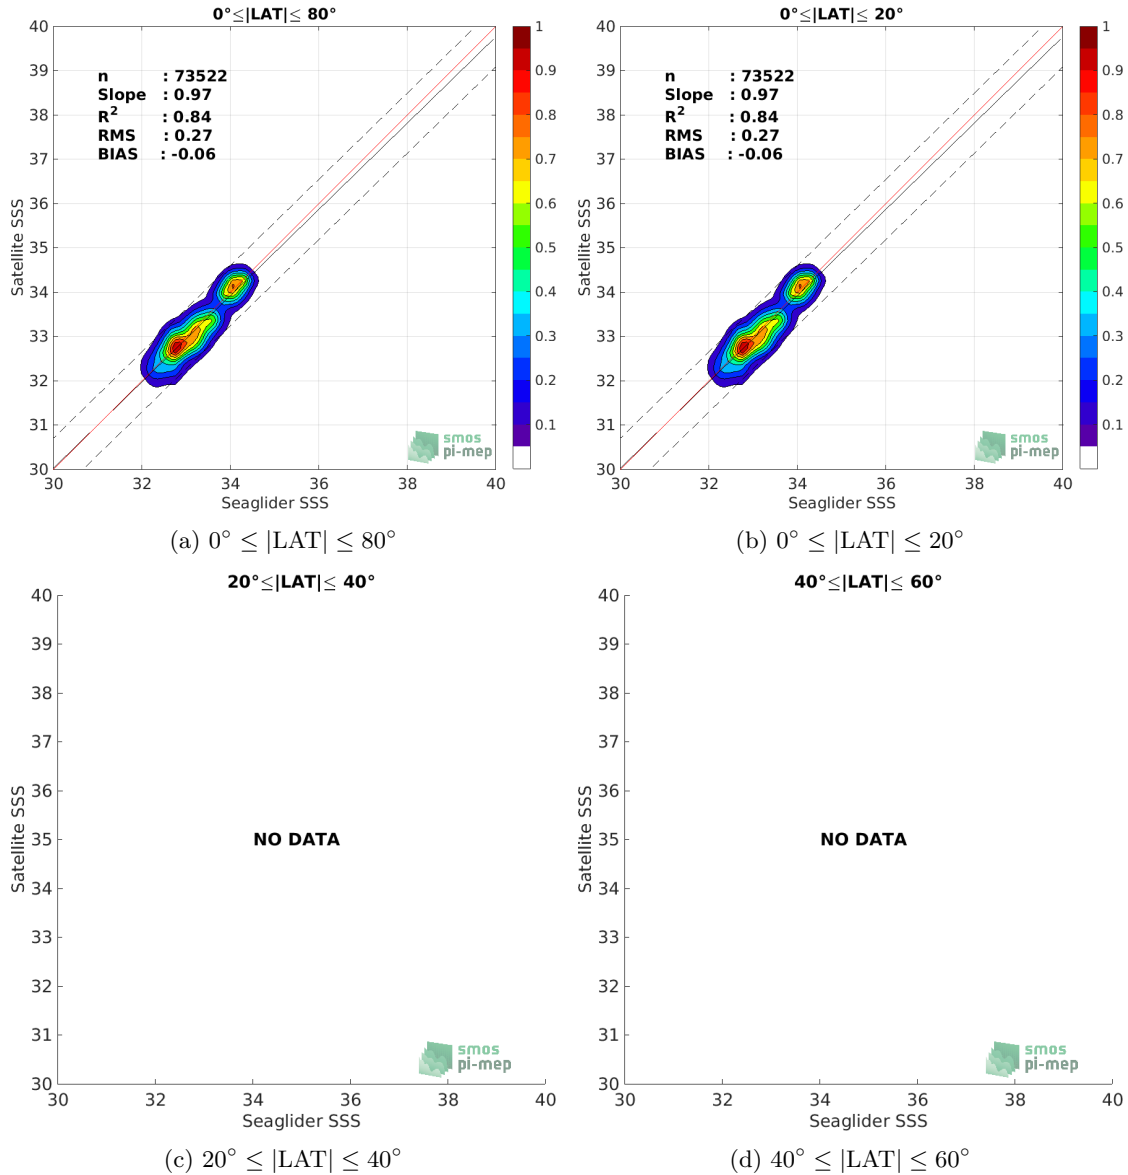 0°≤|LAT|≤ 80°
40
39
38
37
36
35
34
33
32
31
30
Satellite SSS
n : 73522
Slope : 0.97
R² : 0.84
RMS : 0.27
BIAS : -0.06
smos
pi-mep
30 32 34 36 38 40
Seaglider SSS
1
0.9
0.8
0.7
0.6
0.5
0.4
0.3
0.2
0.1
(a) 0° ≤ |LAT| ≤ 80°
0°≤|LAT|≤ 20°
40
39
38
37
36
35
34
33
32
31
30
Satellite SSS
n : 73522
Slope : 0.97
R² : 0.84
RMS : 0.27
BIAS : -0.06
smos
pi-mep
30 32 34 36 38 40
Seaglider SSS
1
0.9
0.8
0.7
0.6
0.5
0.4
0.3
0.2
0.1
(b) 0° ≤ |LAT| ≤ 20°
20°≤|LAT|≤ 40°
40
39
38
37
36
35
34
33
32
31
30
Satellite SSS
NO DATA
smos
pi-mep
30 32 34 36 38 40
Seaglider SSS
(c) 20° ≤ |LAT| ≤ 40°
40°≤|LAT|≤ 60°
40
39
38
37
36
35
34
33
32
31
30
Satellite SSS
NO DATA
smos
pi-mep
30 32 34 36 38 40
Seaglider SSS
(d) 40° ≤ |LAT| ≤ 60°